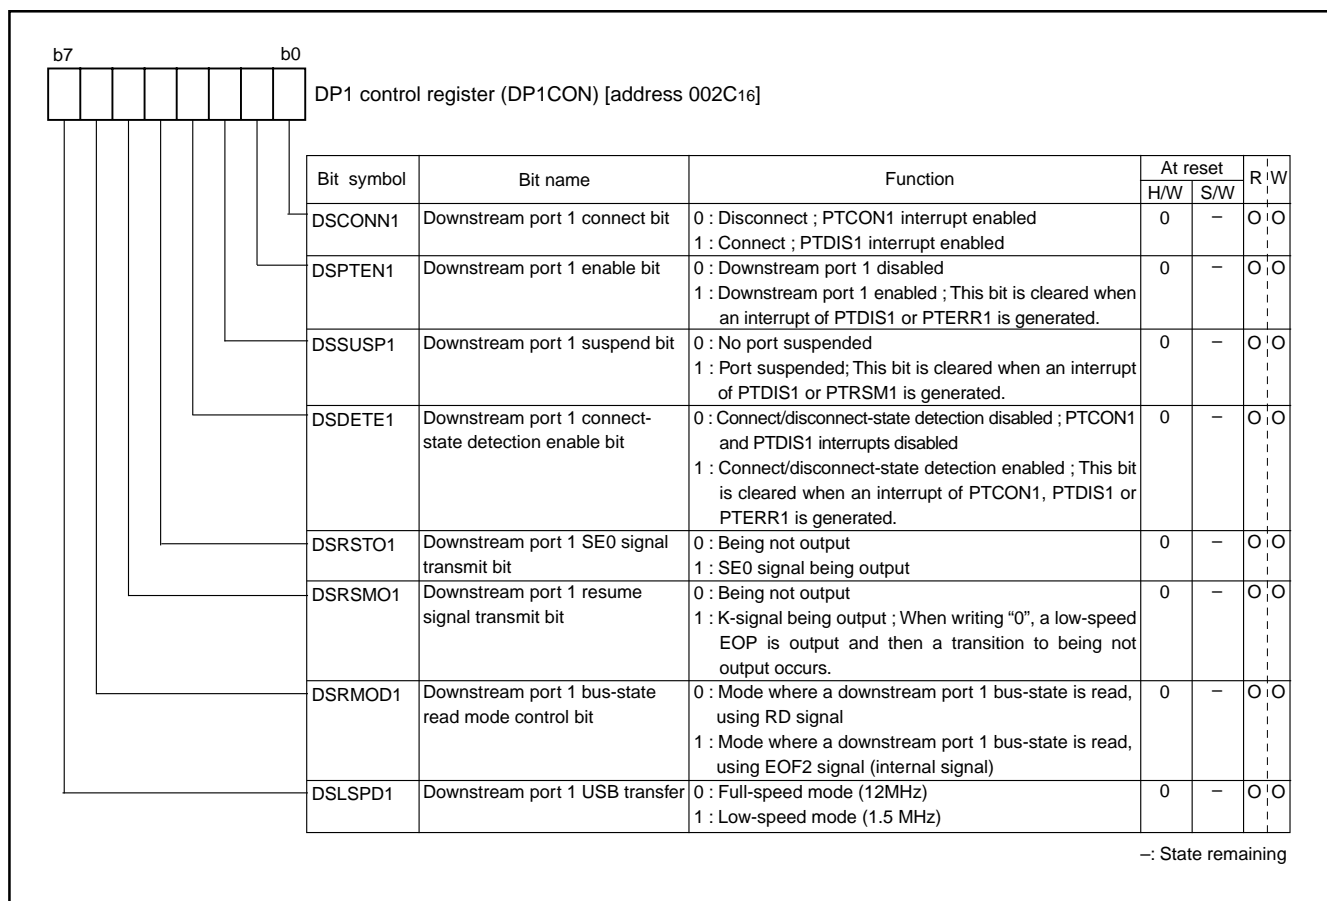 b7 b0
DP1 control register (DP1CON) [address 002C16]
Bit symbol Bit name Function At reset R W
H/W S/W
DSCONN1 Downstream port 1 connect bit 0 : Disconnect ; PTCON1 interrupt enabled 0 – O O
1 : Connect ; PTDIS1 interrupt enabled
DSPTEN1 Downstream port 1 enable bit 0 : Downstream port 1 disabled 0 – O O
1 : Downstream port 1 enabled ; This bit is cleared when
an interrupt of PTDIS1 or PTERR1 is generated.
DSSUSP1 Downstream port 1 suspend bit 0 : No port suspended 0 – O O
1 : Port suspended; This bit is cleared when an interrupt
of PTDIS1 or PTRSM1 is generated.
DSDETE1 Downstream port 1 connect- 0 : Connect/disconnect-state detection disabled ; PTCON1 0 – O O
state detection enable bit and PTDIS1 interrupts disabled
1 : Connect/disconnect-state detection enabled ; This bit
is cleared when an interrupt of PTCON1, PTDIS1 or
PTERR1 is generated.
DSRSTO1 Downstream port 1 SE0 signal 0 : Being not output 0 – O O
transmit bit 1 : SE0 signal being output
DSRSMO1 Downstream port 1 resume 0 : Being not output 0 – O O
signal transmit bit 1 : K-signal being output ; When writing “0”, a low-speed
EOP is output and then a transition to being not
output occurs.
DSRMOD1 Downstream port 1 bus-state 0 : Mode where a downstream port 1 bus-state is read, 0 – O O
read mode control bit using RD signal
1 : Mode where a downstream port 1 bus-state is read,
using EOF2 signal (internal signal)
DSLSPD1 Downstream port 1 USB transfer 0 : Full-speed mode (12MHz) 0 – O O
1 : Low-speed mode (1.5 MHz)
–: State remaining